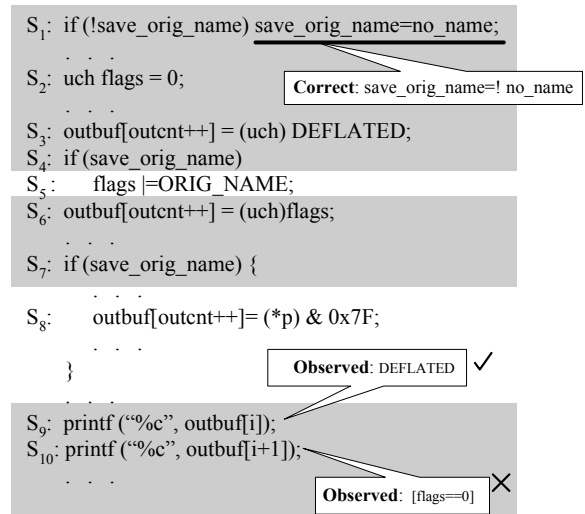 S1: if (!save_orig_name) save_orig_name=no_name;
. . .
S2: uch flags = 0;
Correct: save_orig_name=! no_name
. . .
S3: outbuf[outcnt++] = (uch) DEFLATED;
S4: if (save_orig_name)
S5: flags |=ORIG_NAME;
S6: outbuf[outcnt++] = (uch)flags;
. . .
S7: if (save_orig_name) {
. . .
S8: outbuf[outcnt++]= (*p) & 0x7F;
. . .
}
Observed: DEFLATED ✓
. . .
S9: printf (“%c”, outbuf[i]);
S10: printf (“%c”, outbuf[i+1]);
. . .
Observed: [flags==0] ✕